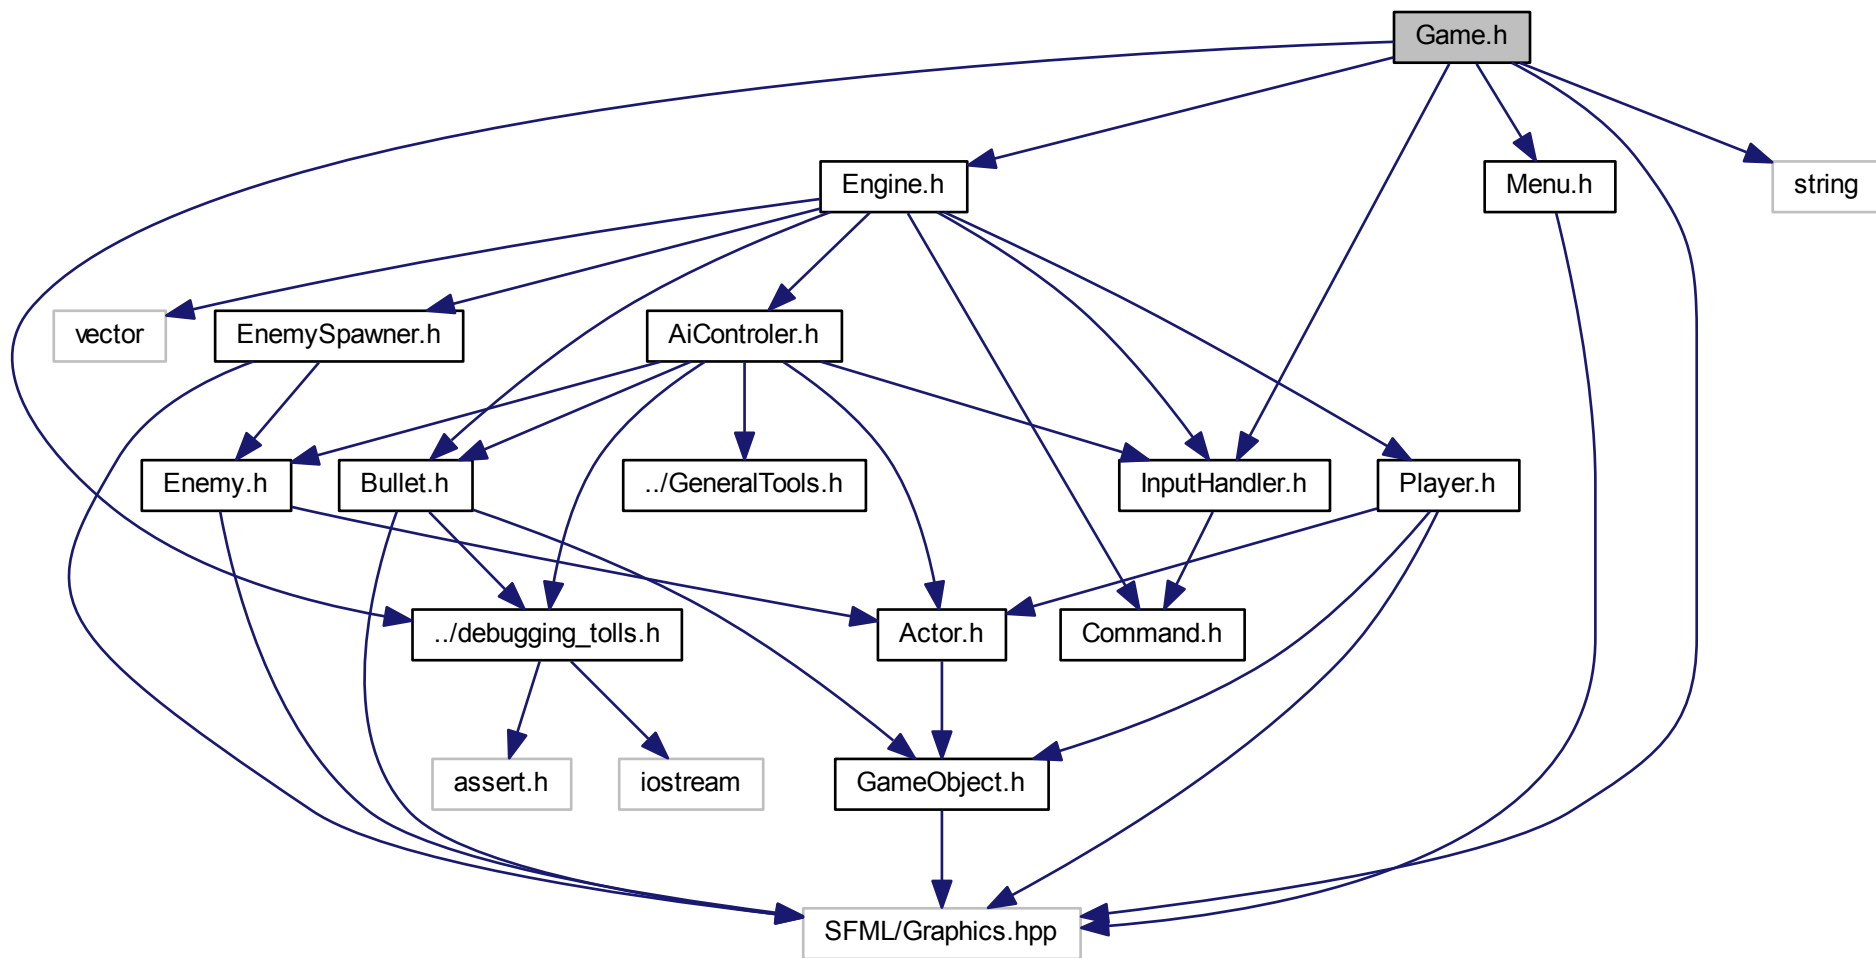 Game.h
Engine.h
Menu.h
string
vector
EnemySpawner.h
AiControler.h
Enemy.h
Bullet.h
../GeneralTools.h
InputHandler.h
Player.h
../debugging_tolls.h
Actor.h
Command.h
assert.h
iostream
GameObject.h
SFML/Graphics.hpp